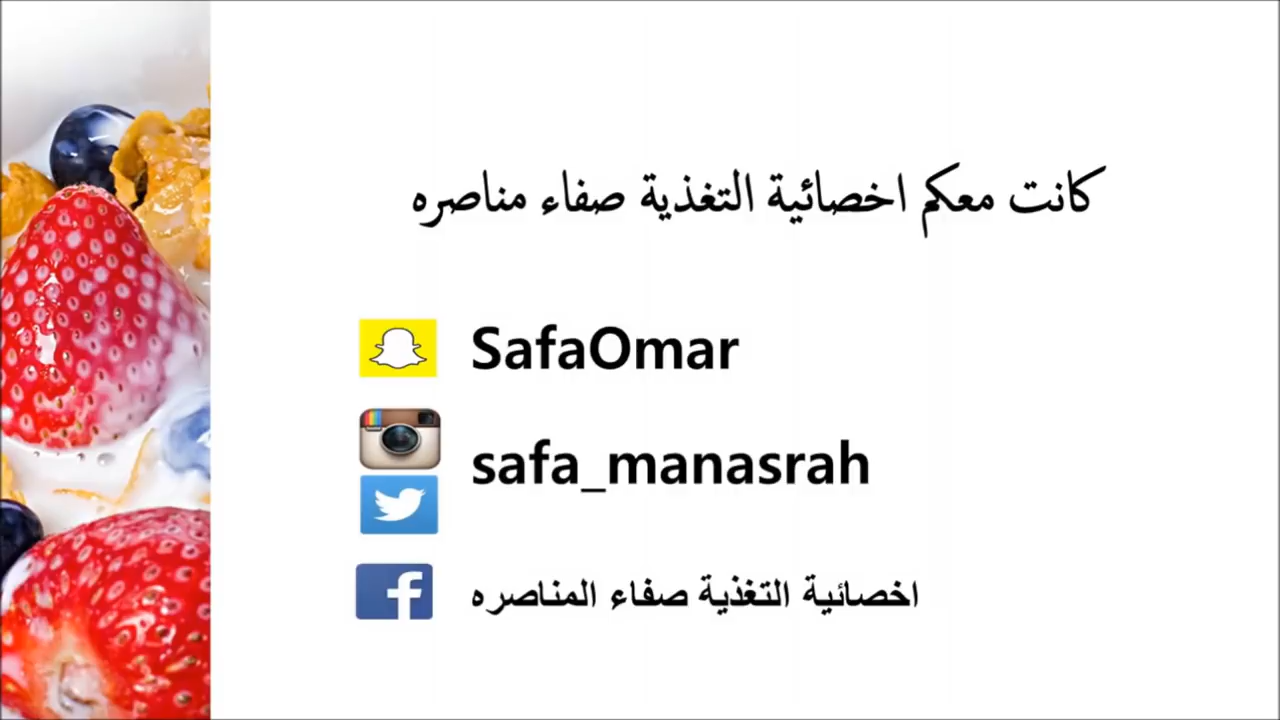 كانت معكم اخصائية التغذية صفاء مناصره
SafaOmar
safa_manasrah
اخصائية التغذية صفاء المناصره